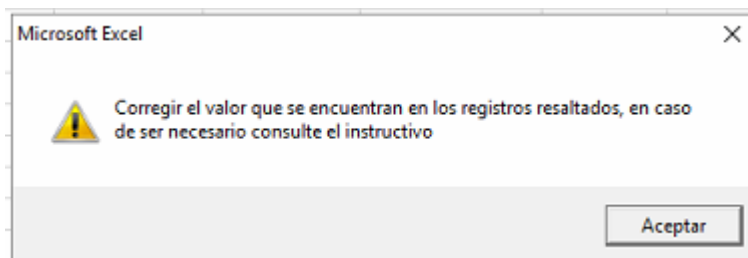 Microsoft Excel
Corregir el valor que se encuentran en los registros resaltados, en caso
de ser necesario consulte el instructivo
Aceptar